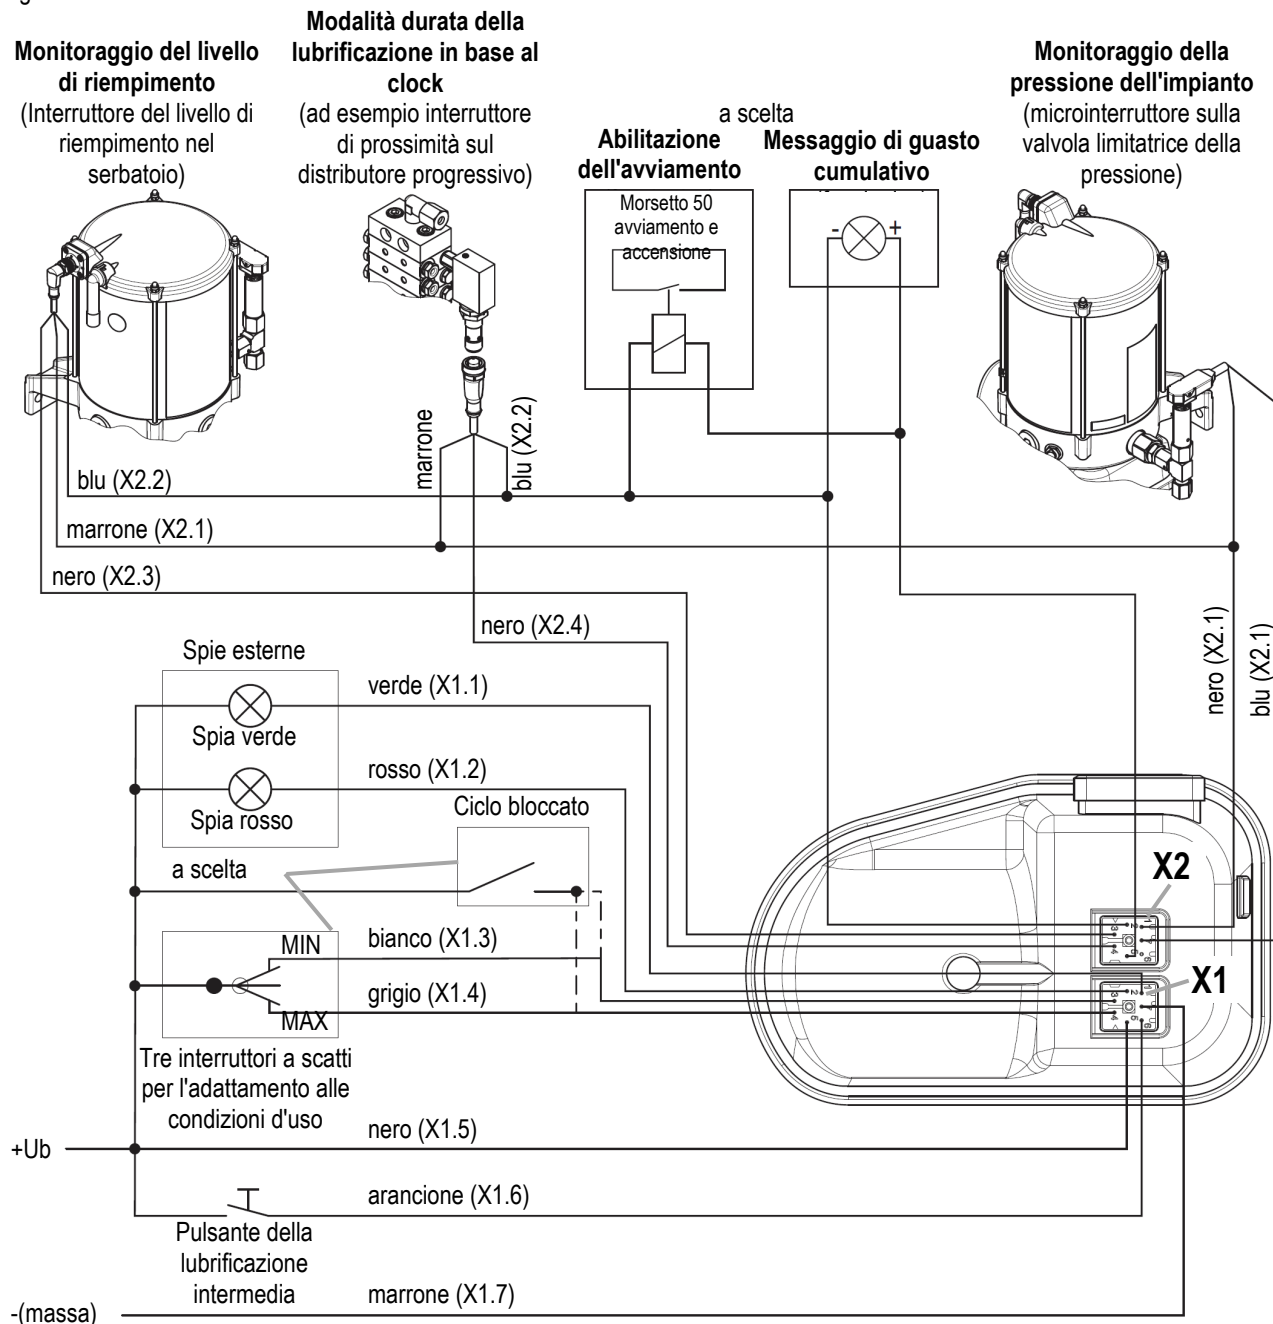 Monitoraggio del livello
di riempimento
(Interruttore del livello di
riempimento nel
serbatoio)
Modalità durata della
lubrificazione in base al
clock
(ad esempio interruttore
di prossimità sul
distributore progressivo)
a scelta
Abilitazione
dell'avviamento
Morsetto 50
avviamento e
accensione
Messaggio di guasto
cumulativo
- +
Monitoraggio della
pressione dell'impianto
(microinterruttore sulla
valvola limitatrice della
pressione)
marrone
blu (X2.2)
blu (X2.2)
marrone (X2.1)
nero (X2.3)
nero (X2.4)
nero (X2.1)
blu (X2.1)
Spie esterne
Spia verde
verde (X1.1)
Spia rosso
rosso (X1.2)
Ciclo bloccato
a scelta
MIN
bianco (X1.3)
grigio (X1.4)
MAX
Tre interruttori a scatti
per l'adattamento alle
condizioni d'uso
X2
X1
+Ub
nero (X1.5)
arancione (X1.6)
Pulsante della
lubrificazione
intermedia
marrone (X1.7)
-(massa)